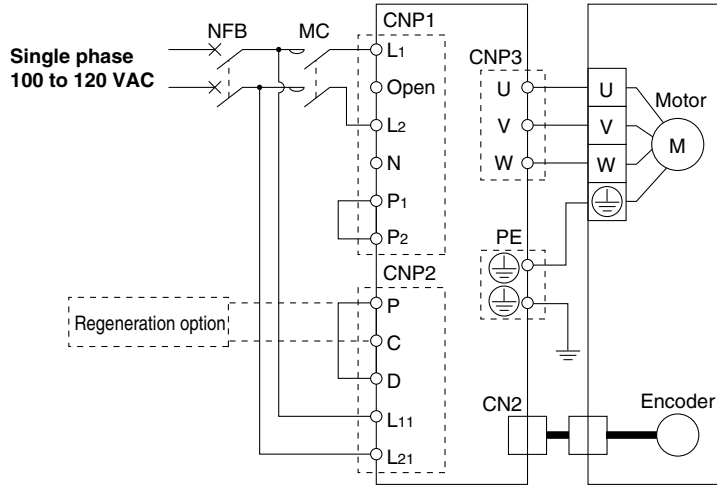 NFB
MC
CNP1
Single phase
100 to 120 VAC
L1
Open
L2
N
P1
P2
CNP2
Regeneration option
P
C
D
L11
L21
CNP3
U
V
W
PE
CN2
U
V
W
Motor
M
Encoder